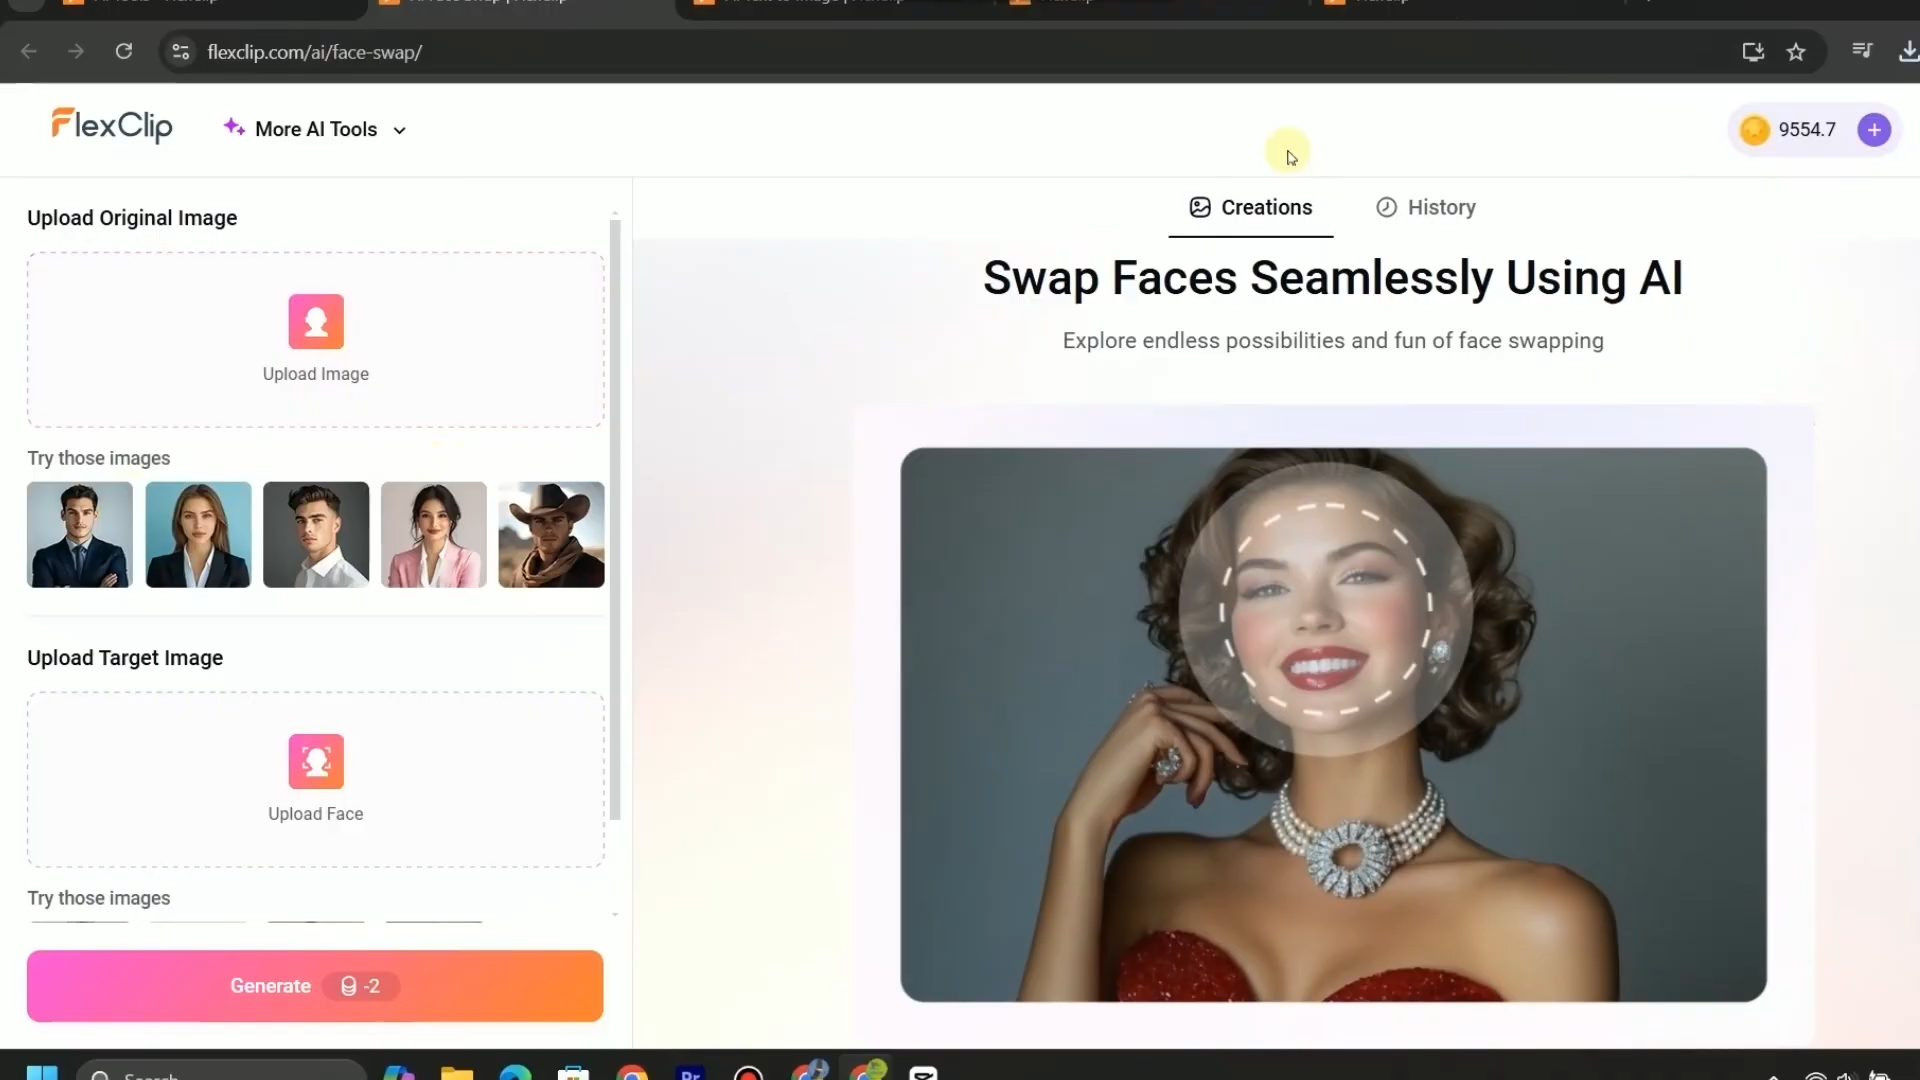 flexclip.com/ai/face-swap/
FlexClip
More AI Tools
9554.7
Upload Original Image
Creations
History
Swap Faces Seamlessly Using AI
Explore endless possibilities and fun of face swapping
Upload Image
Try those images
Upload Target Image
Upload Face
Try those images
Generate -2
Search
Pr